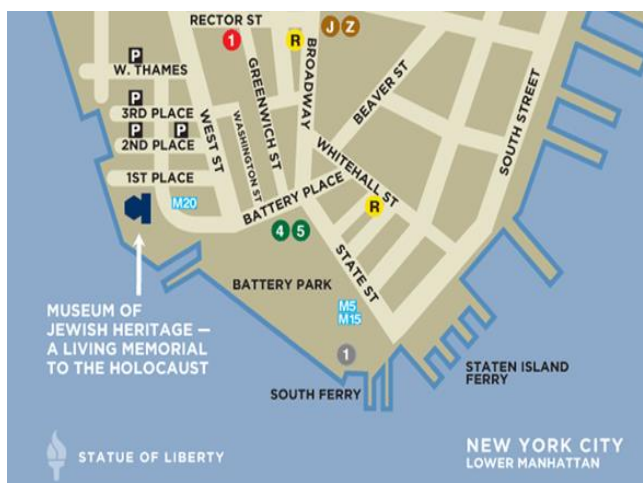 RECTOR ST
1
R
J Z
P
W. THAMES
P
3RD PLACE
P P
2ND PLACE
1ST PLACE
M20
WEST ST
WASHINGTON ST
GREENWICH ST
BROADWAY
BEAVER ST
WHITEHALL ST
SOUTH STREET
BATTERY PLACE
R
4 5
STATE ST
BATTERY PARK
M5
M15
1
MUSEUM OF
JEWISH HERITAGE —
A LIVING MEMORIAL
TO THE HOLOCAUST
SOUTH FERRY
STATEN ISLAND
FERRY
STATUE OF LIBERTY
NEW YORK CITY
LOWER MANHATTAN